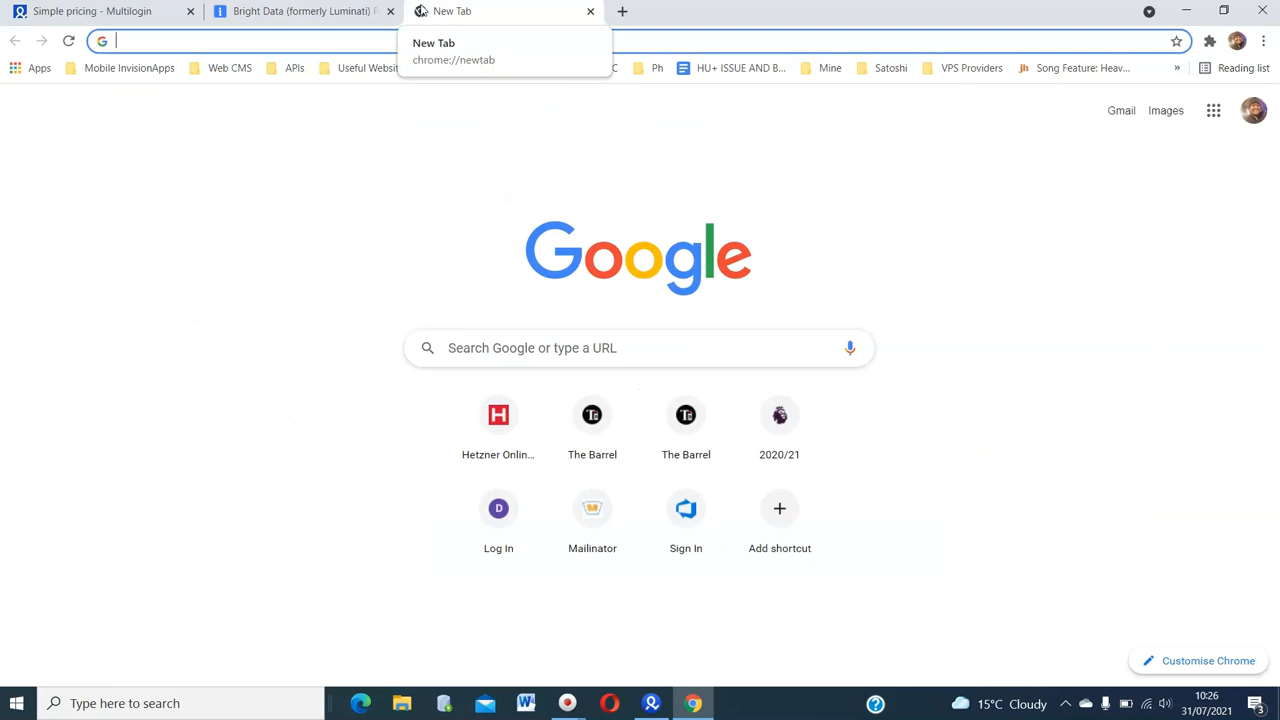 Simple pricing - Multilogin
Bright Data (formerly Luminati) P
New Tab
New Tab
chrome://newtab
Apps
Mobile InvisionApps
Web CMS
APIs
Useful Websi
C
Ph
HU+ ISSUE AND B...
Mine
Satoshi
VPS Providers
jh Song Feature: Heav...
»
Reading list
Gmail
Images
Google
Search Google or type a URL
Hetzner Onlin...
The Barrel
The Barrel
2020/21
D
Log In
Mailinator
Sign In
Add shortcut
Customise Chrome
Type here to search
15°C Cloudy
10:26
31/07/2021
3